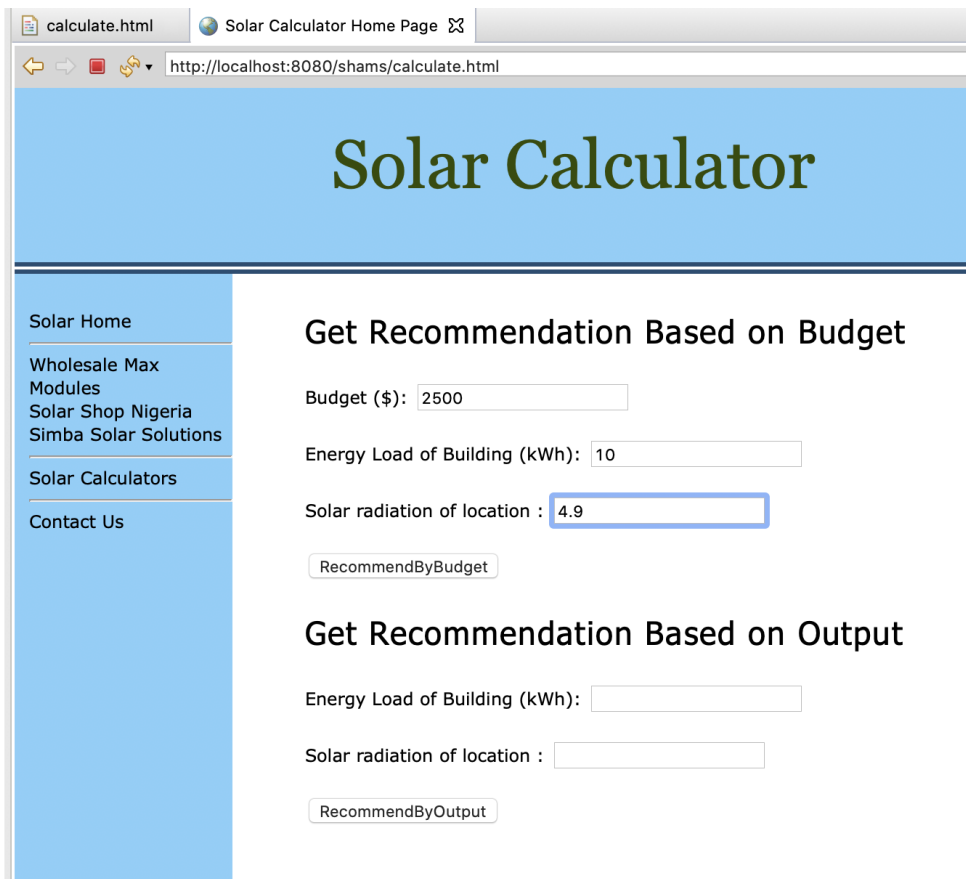 calculate.html
Solar Calculator Home Page
http://localhost:8080/shams/calculate.html
Solar Calculator
Solar Home
Wholesale Max
Modules
Solar Shop Nigeria
Simba Solar Solutions
Solar Calculators
Contact Us
Get Recommendation Based on Budget
Budget ($): 2500
Energy Load of Building (kWh): 10
Solar radiation of location : 4.9
RecommendByBudget
Get Recommendation Based on Output
Energy Load of Building (kWh):
Solar radiation of location :
RecommendByOutput